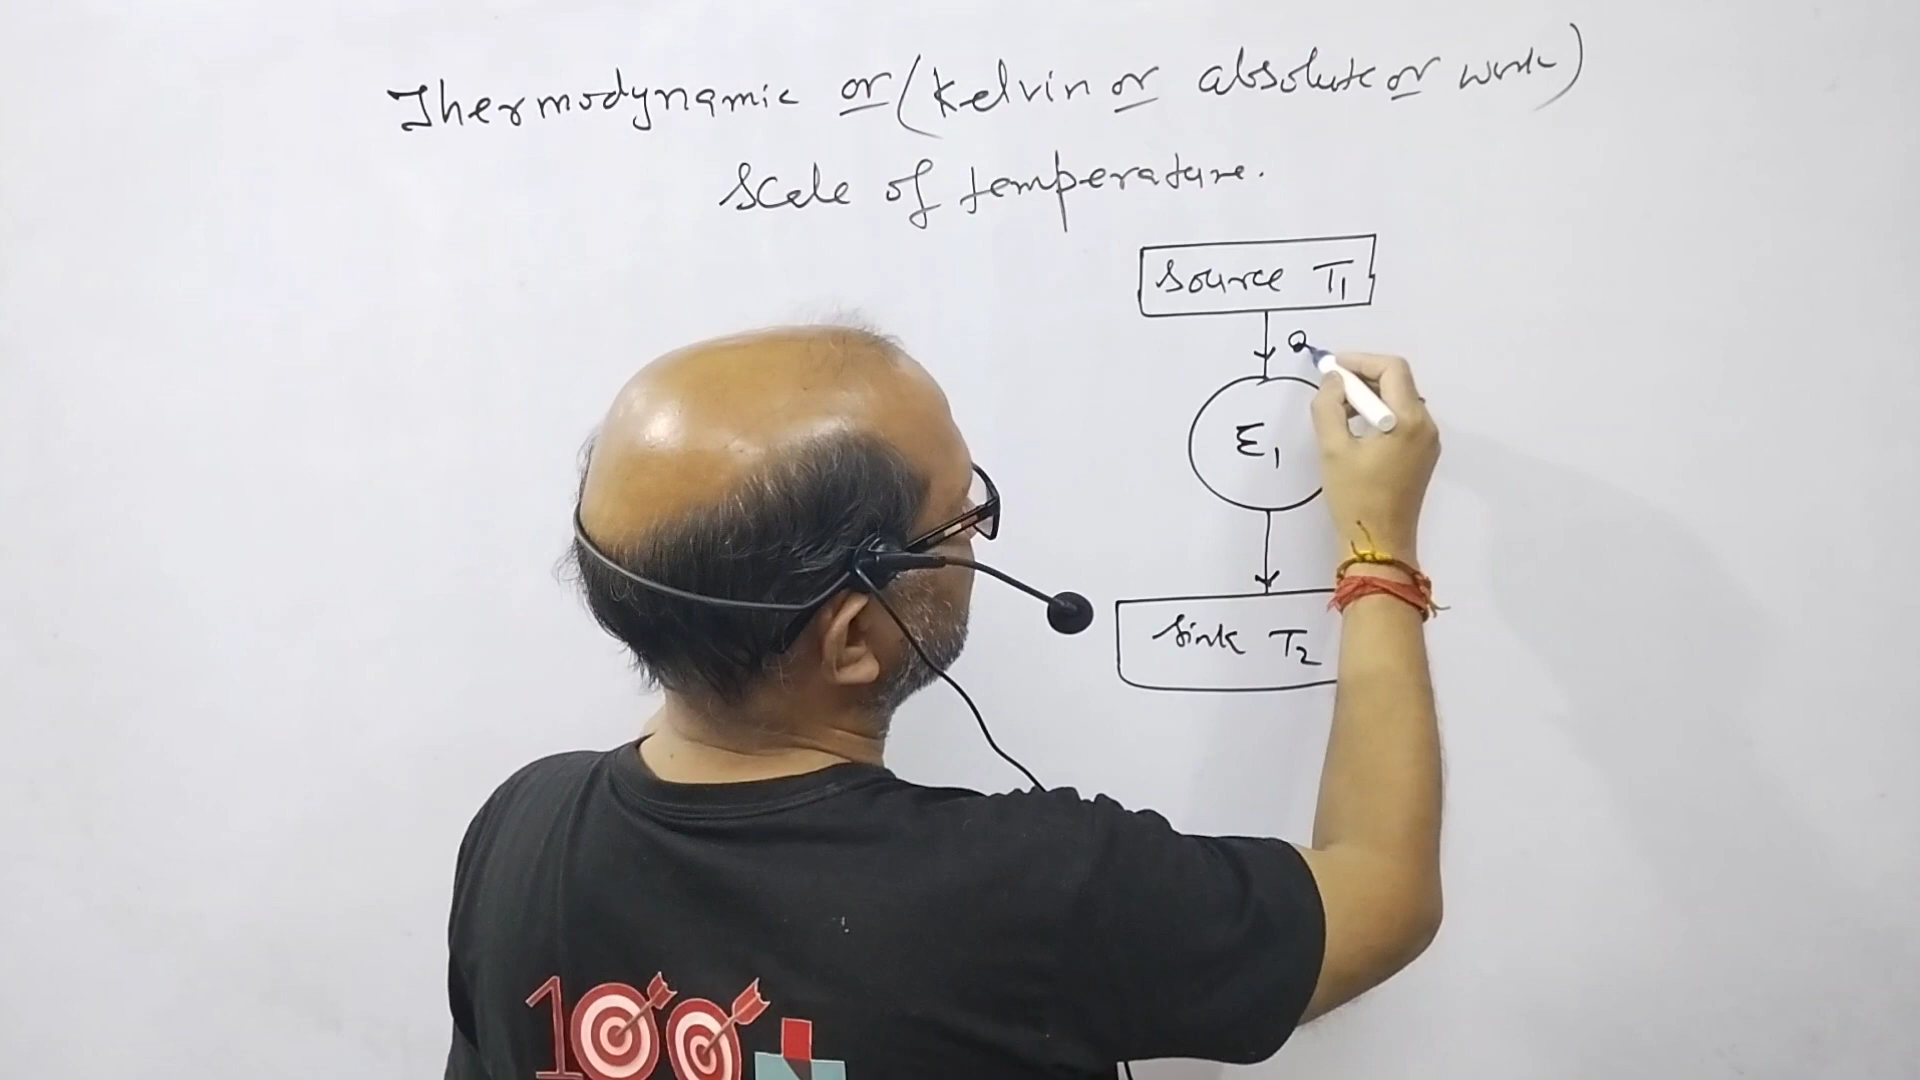 Thermodynamic or (Kelvin or absolute or work)
Scale of temperature.
Source T1
Q
E1
Sink T2
100